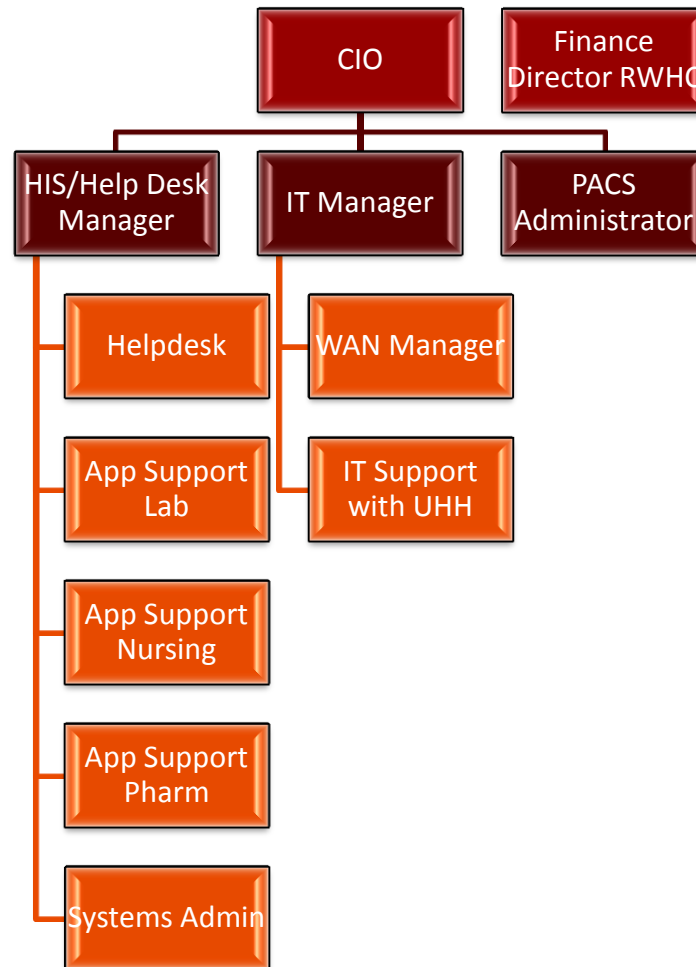 CIO
Finance
Director RWHC
HIS/Help Desk
Manager
IT Manager
PACS
Administrator
Helpdesk
WAN Manager
App Support
Lab
IT Support
with UHH
App Support
Nursing
App Support
Pharm
Systems Admin